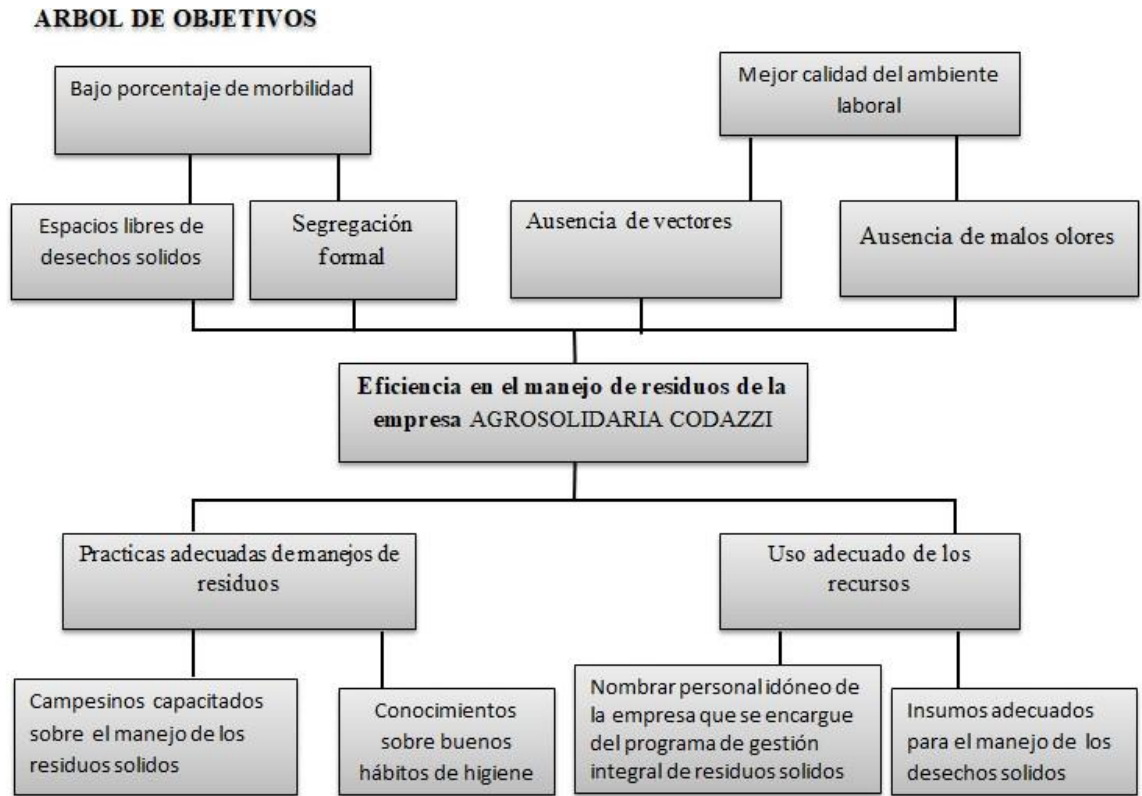 ARBOL DE OBJETIVOS
Bajo porcentaje de morbilidad
Mejor calidad del ambiente
laboral
Espacios libres de
desechos solidos
Segregación
formal
Ausencia de vectores
Ausencia de malos olores
Eficiencia en el manejo de residuos de la
empresa AGROSOLIDARIA CODAZZI
Practicas adecuadas de manejos de
residuos
Uso adecuado de los
recursos
Campesinos capacitados
sobre el manejo de los
residuos solidos
Conocimientos
sobre buenos
hábitos de higiene
Nombrar personal idóneo de
la empresa que se encargue
del programa de gestión
integral de residuos solidos
Insumos adecuados
para el manejo de los
desechos solidos